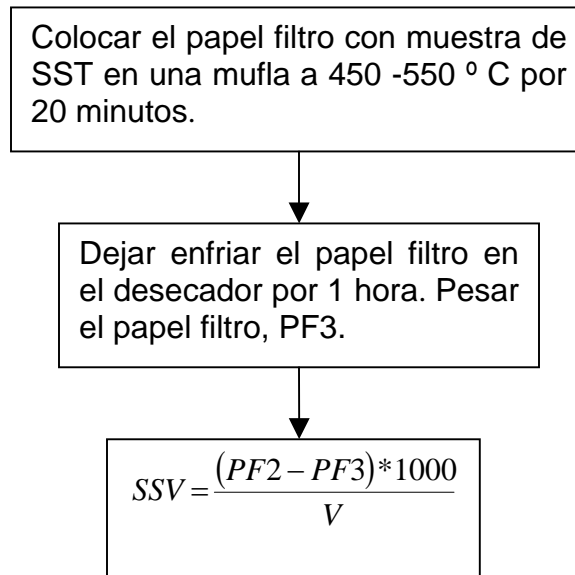 Colocar el papel filtro con muestra de
SST en una mufla a 450 -550 º C por
20 minutos.
Dejar enfriar el papel filtro en
el desecador por 1 hora. Pesar
el papel filtro, PF3.
SSV = (PF2 – PF3)*1000
V